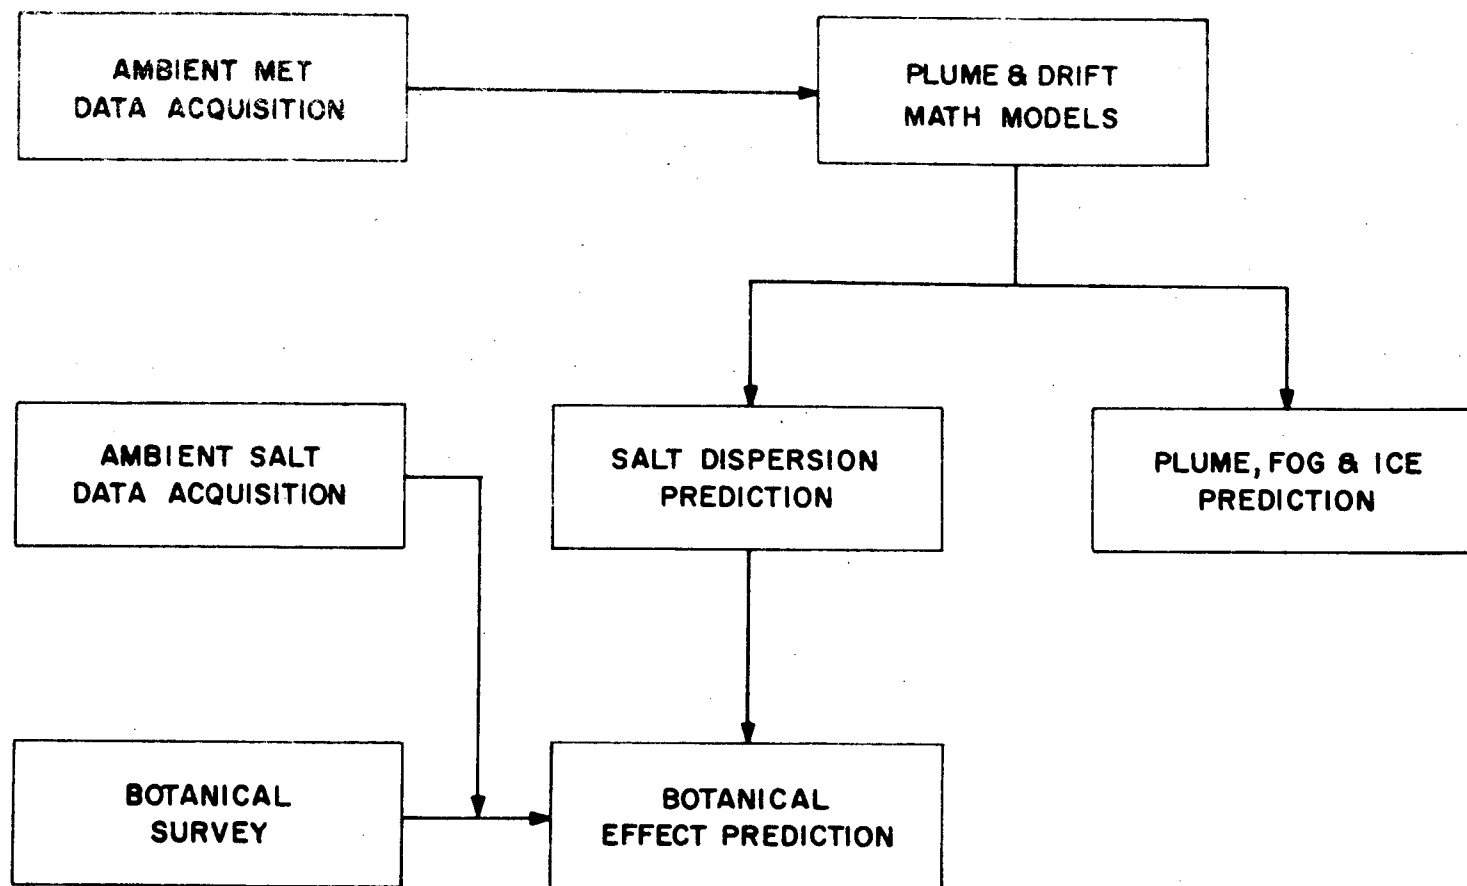 AMBIENT MET
DATA ACQUISITION
PLUME & DRIFT
MATH MODELS
AMBIENT SALT
DATA ACQUISITION
SALT DISPERSION
PREDICTION
PLUME, FOG & ICE
PREDICTION
BOTANICAL
SURVEY
BOTANICAL
EFFECT PREDICTION